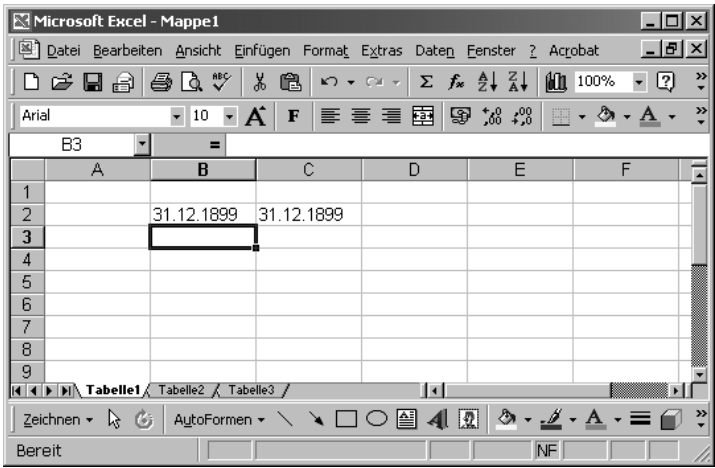 Microsoft Excel - Mappe1
Datei Bearbeiten Ansicht Einfügen Format Extras Daten Fenster ? Acrobat
ABC Σ fx A Z Z A 100% ?
Arial 10 A F
B3 =
A B C D E F
1
2 31.12.1899 31.12.1899
3
4
5
6
7
8
9
Tabelle1 Tabelle2 Tabelle3
Zeichnen AutoFormen A
Bereit NF